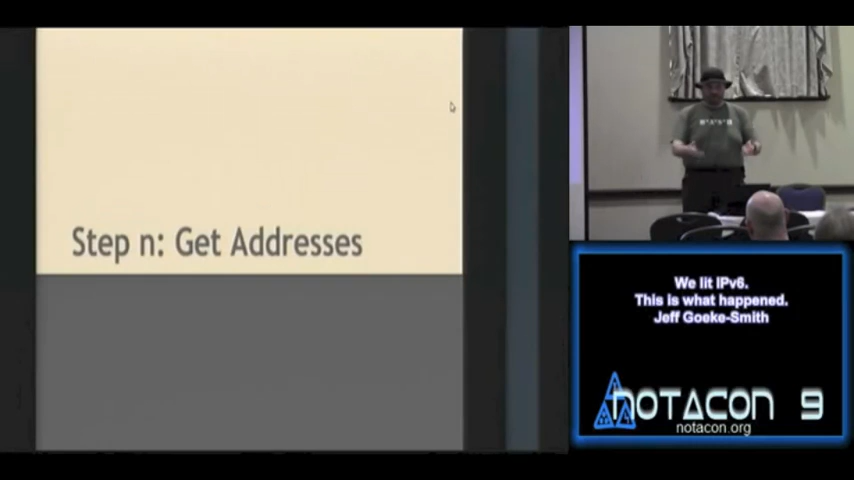 Step n: Get Addresses
We lit IPv6.
This is what happened.
Jeff Goeke-Smith
NOTACON 9
notacon.org